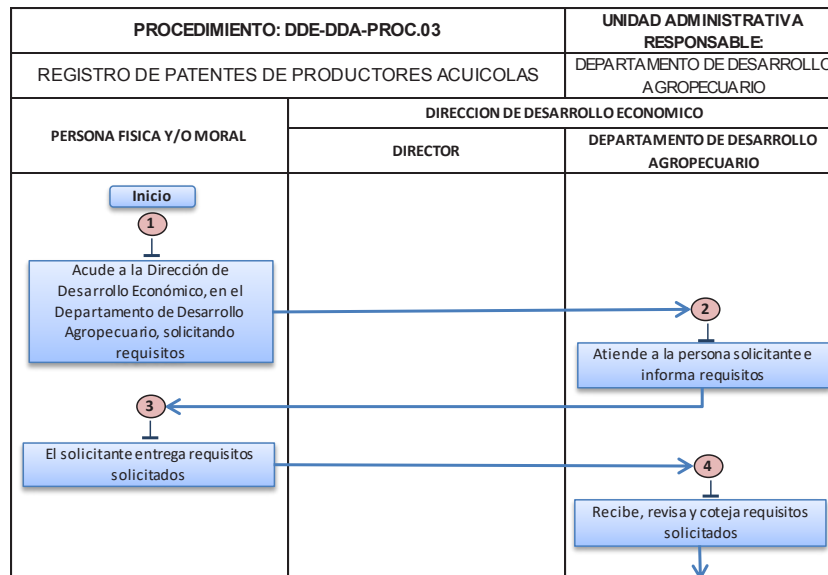 PROCEDIMIENTO: DDE-DDA-PROC.03
UNIDAD ADMINISTRATIVA
RESPONSABLE:
REGISTRO DE PATENTES DE PRODUCTORES ACUICOLAS
DEPARTAMENTO DE DESARROLLO
AGROPECUARIO
PERSONA FISICA Y/O MORAL
DIRECCION DE DESARROLLO ECONOMICO
DIRECTOR
DEPARTAMENTO DE DESARROLLO
AGROPECUARIO
Inicio
1
Acude a la Dirección de
Desarrollo Económico, en el
Departamento de Desarrollo
Agropecuario, solicitando
requisitos
2
Atiende a la persona solicitante e
informa requisitos
3
El solicitante entrega requisitos
solicitados
4
Recibe, revisa y coteja requisitos
solicitados